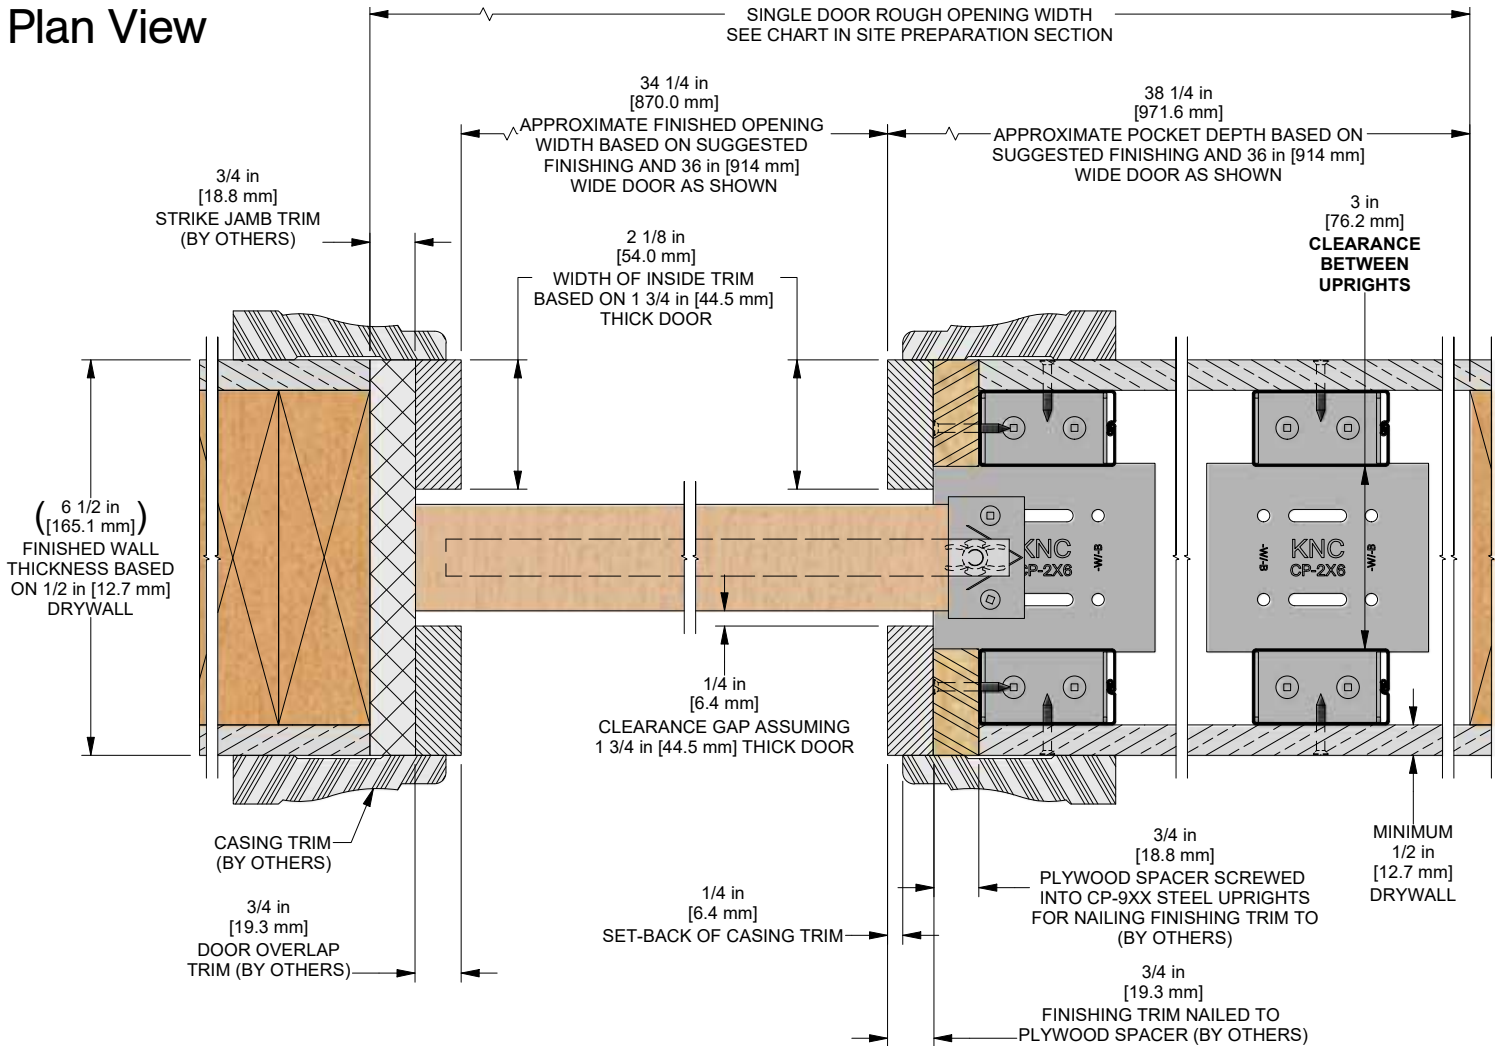 Plan View
SINGLE DOOR ROUGH OPENING WIDTH
SEE CHART IN SITE PREPARATION SECTION
34 1/4 in
[870.0 mm]
APPROXIMATE FINISHED OPENING
WIDTH BASED ON SUGGESTED
FINISHING AND 36 in [914 mm]
WIDE DOOR AS SHOWN
38 1/4 in
[971.6 mm]
APPROXIMATE POCKET DEPTH BASED ON
SUGGESTED FINISHING AND 36 in [914 mm]
WIDE DOOR AS SHOWN
3/4 in
[18.8 mm]
STRIKE JAMB TRIM
(BY OTHERS)
2 1/8 in
[54.0 mm]
WIDTH OF INSIDE TRIM
BASED ON 1 3/4 in [44.5 mm]
THICK DOOR
3 in
[76.2 mm]
CLEARANCE
BETWEEN
UPRIGHTS
(6 1/2 in
[165.1 mm])
FINISHED WALL
THICKNESS BASED
ON 1/2 in [12.7 mm]
DRYWALL
KNC
CP-2X6
-W/-B
-W/-B
KNC
CP-2X6
-W/-B
1/4 in
[6.4 mm]
CLEARANCE GAP ASSUMING
1 3/4 in [44.5 mm] THICK DOOR
CASING TRIM
(BY OTHERS)
3/4 in
[19.3 mm]
DOOR OVERLAP
TRIM (BY OTHERS)
1/4 in
[6.4 mm]
SET-BACK OF CASING TRIM
3/4 in
[18.8 mm]
PLYWOOD SPACER SCREWED
INTO CP-9XX STEEL UPRIGHTS
FOR NAILING FINISHING TRIM TO
(BY OTHERS)
MINIMUM
1/2 in
[12.7 mm]
DRYWALL
3/4 in
[19.3 mm]
FINISHING TRIM NAILED TO
PLYWOOD SPACER (BY OTHERS)